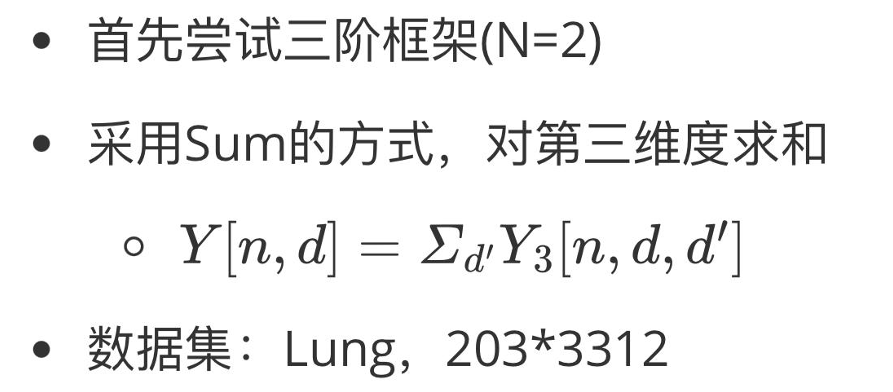 • 首先尝试三阶框架(N=2)
• 采用Sum的方式，对第三维度求和
◦ Y[n, d] = Σ_{d′}Y_3[n, d, d′]
• 数据集：Lung，203*3312